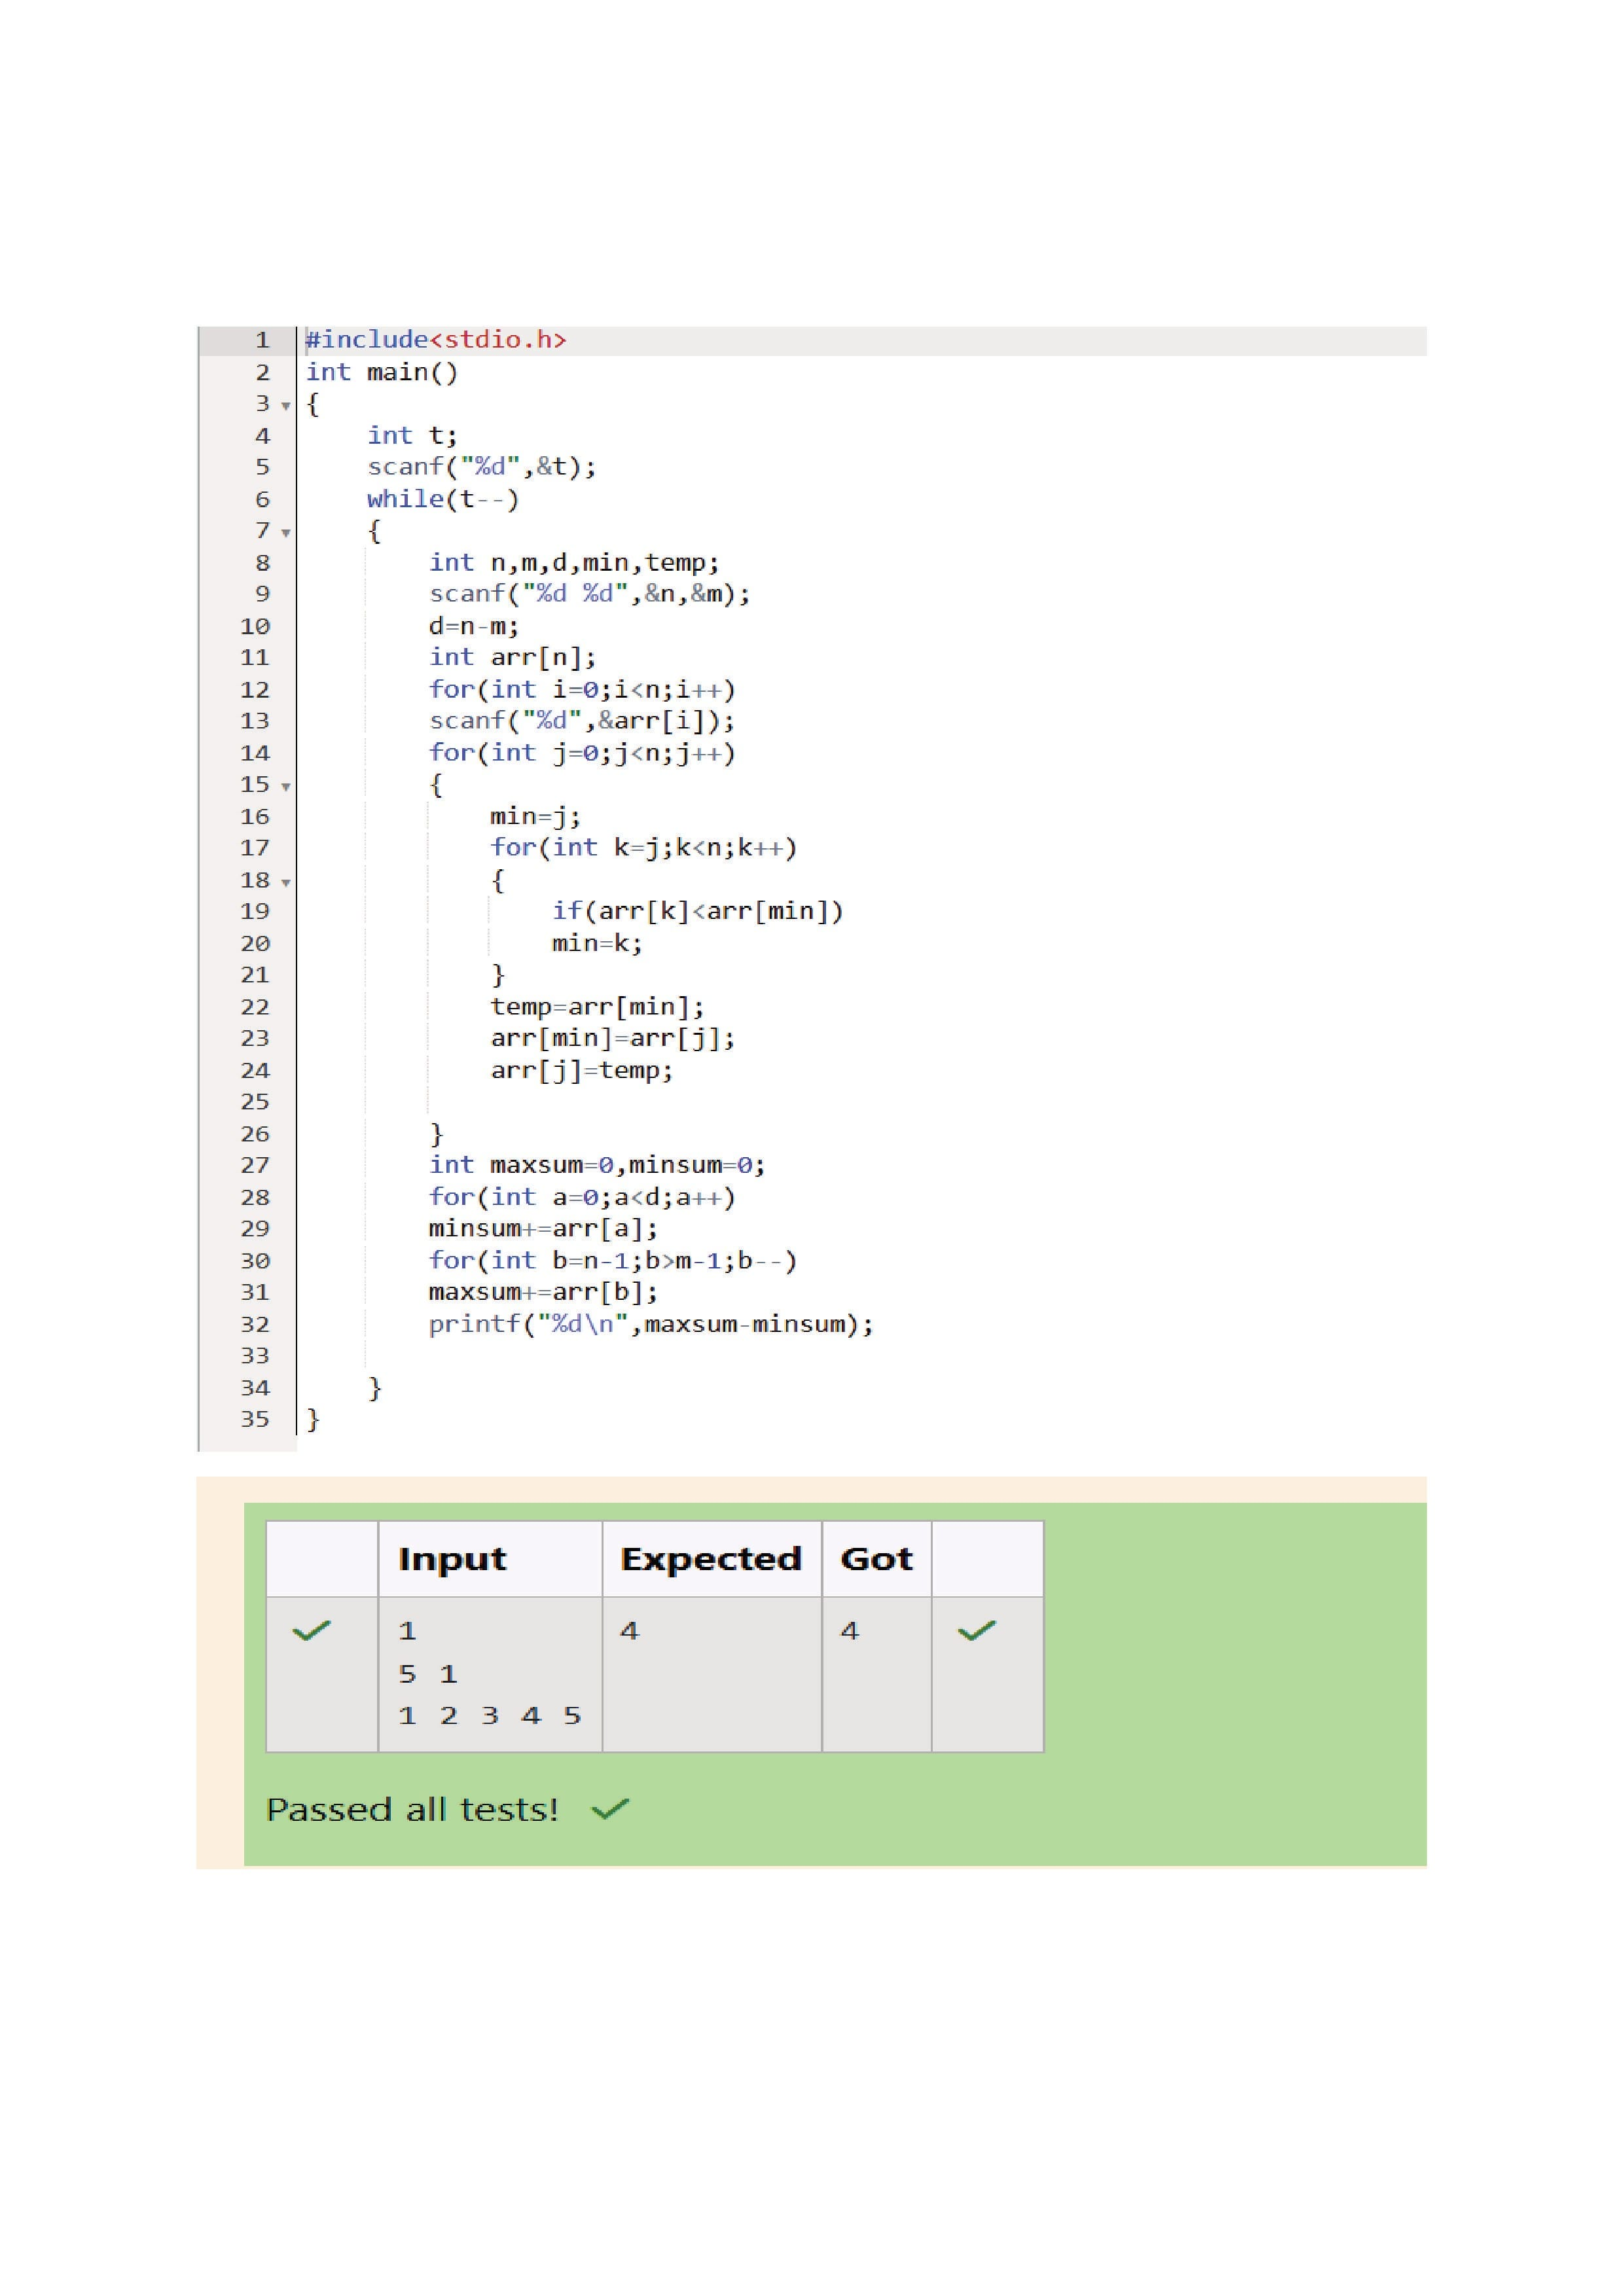 1 #include<stdio.h>
2 int main()
3 {
4     int t;
5     scanf("%d",&t);
6     while(t--)
7     {
8         int n,m,d,min,temp;
9         scanf("%d %d",&n,&m);
10         d=n-m;
11         int arr[n];
12         for(int i=0;i<n;i++)
13         scanf("%d",&arr[i]);
14         for(int j=0;j<n;j++)
15         {
16             min=j;
17             for(int k=j;k<n;k++)
18             {
19                 if(arr[k]<arr[min])
20                 min=k;
21             }
22             temp=arr[min];
23             arr[min]=arr[j];
24             arr[j]=temp;
25
26         }
27         int maxsum=0,minsum=0;
28         for(int a=0;a<d;a++)
29         minsum+=arr[a];
30         for(int b=n-1;b>m-1;b--)
31         maxsum+=arr[b];
32         printf("%d\n",maxsum-minsum);
33
34     }
35 }
Input Expected Got
1 4 4
5 1
1 2 3 4 5
Passed all tests!